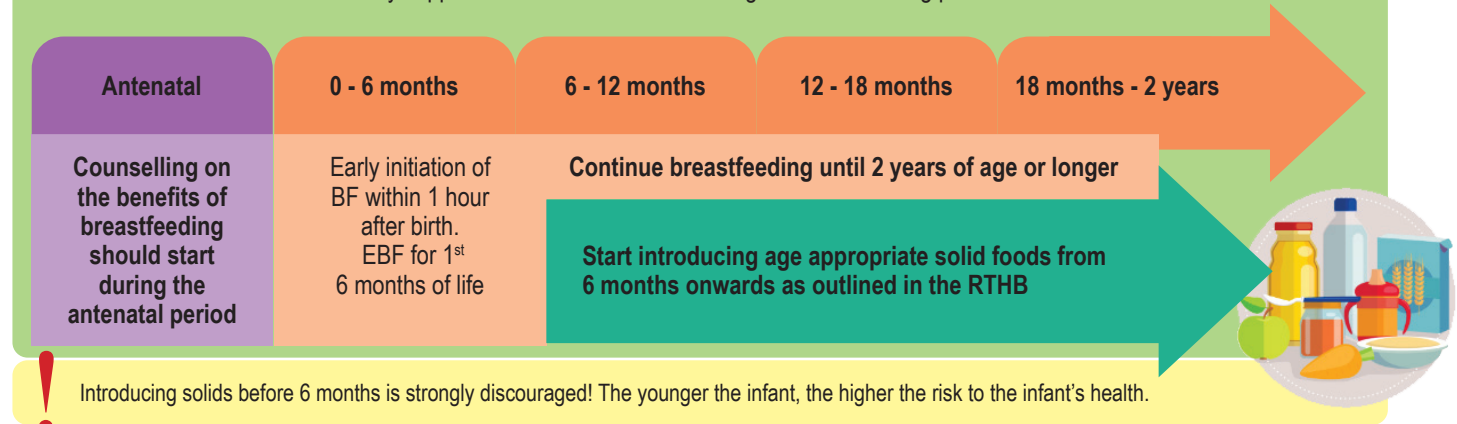 Antenatal
0 - 6 months
6 - 12 months
12 - 18 months
18 months - 2 years
Counselling on
the benefits of
breastfeeding
should start
during the
antenatal period
Early initiation of
BF within 1 hour
after birth.
EBF for 1st
6 months of life
Continue breastfeeding until 2 years of age or longer
Start introducing age appropriate solid foods from
6 months onwards as outlined in the RTHB
! Introducing solids before 6 months is strongly discouraged! The younger the infant, the higher the risk to the infant’s health.